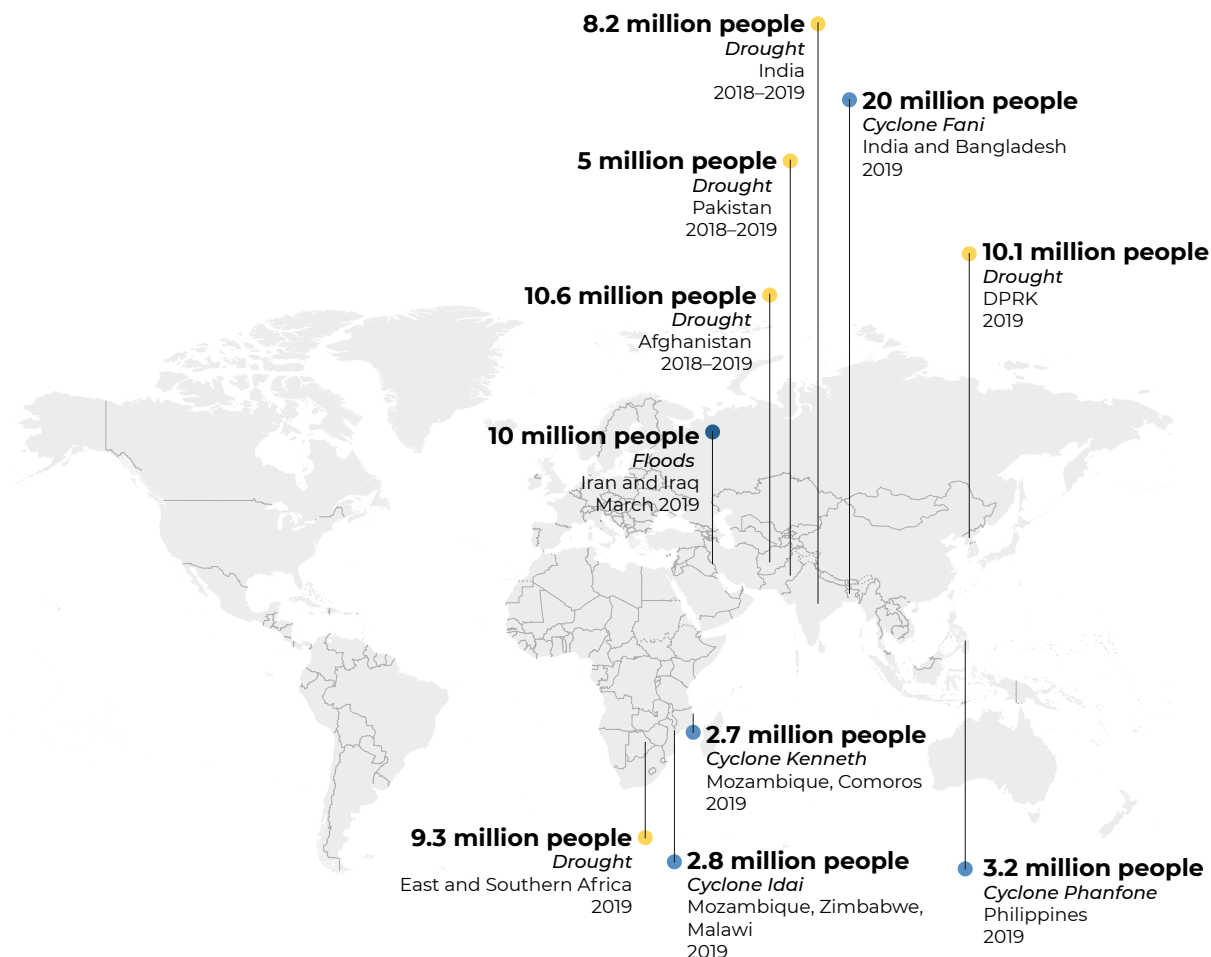 8.2 million people
Drought
India
2018–2019
20 million people
Cyclone Fani
India and Bangladesh
2019
5 million people
Drought
Pakistan
2018–2019
10.1 million people
Drought
DPRK
2019
10.6 million people
Drought
Afghanistan
2018–2019
10 million people
Floods
Iran and Iraq
March 2019
2.7 million people
Cyclone Kenneth
Mozambique, Comoros
2019
9.3 million people
Drought
East and Southern Africa
2019
2.8 million people
Cyclone Idai
Mozambique, Zimbabwe,
Malawi
2019
3.2 million people
Cyclone Phanfone
Philippines
2019